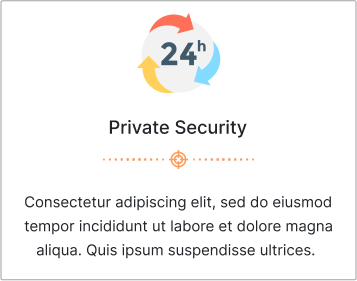 24h
Private Security
Consectetur adipiscing elit, sed do eiusmod
tempor incididunt ut labore et dolore magna
aliqua. Quis ipsum suspendisse ultrices.